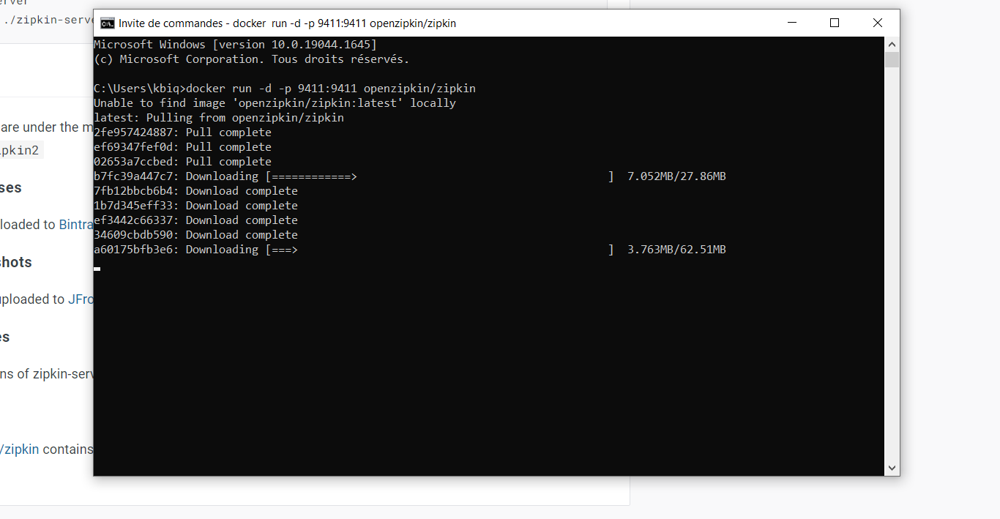 ./zipkin-serve
Invite de commandes - docker  run -d -p 9411:9411 openzipkin/zipkin
Microsoft Windows [version 10.0.19044.1645]
(c) Microsoft Corporation. Tous droits réservés.
C:\Users\kbiq>docker run -d -p 9411:9411 openzipkin/zipkin
Unable to find image 'openzipkin/zipkin:latest' locally
latest: Pulling from openzipkin/zipkin
2fe957424887: Pull complete
ef69347fef0d: Pull complete
02653a7ccbed: Pull complete
b7fc39a447c7: Downloading [============>                                      ]  7.052MB/27.86MB
7fb12bbcb6b4: Download complete
1b7d345eff33: Download complete
ef3442c66337: Download complete
34609cbdb590: Download complete
a60175bfb3e6: Downloading [===>                                               ]  3.763MB/62.51MB
are under the m
ipkin2
ses
loaded to Bintra
shots
uploaded to JFro
es
ns of zipkin-serv
/zipkin contains